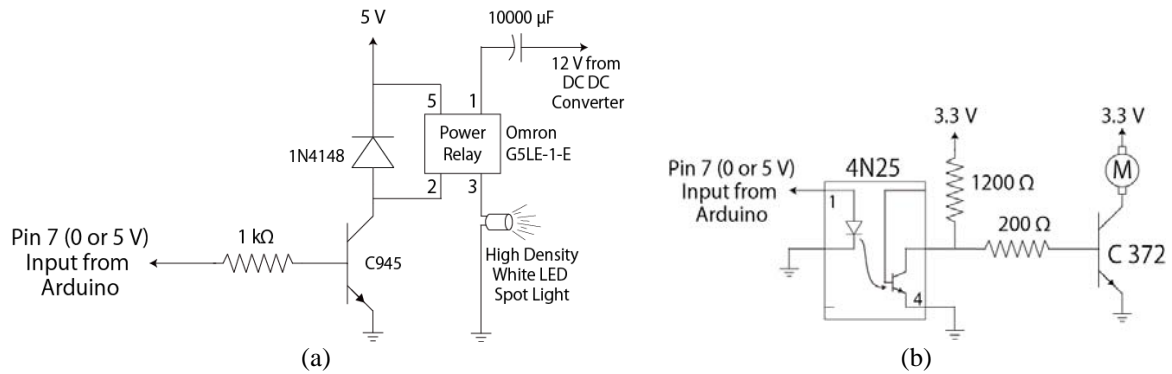 5 V
10000 µF
12 V from
DC DC
Converter
5 1
Power
Relay
Omron
G5LE-1-E
1N4148
2 3
Pin 7 (0 or 5 V)
Input from
Arduino
1 kΩ
C945
High Density
White LED
Spot Light
(a)
3.3 V
3.3 V
4N25
Pin 7 (0 or 5 V)
Input from
Arduino
1
1200 Ω
M
200 Ω
C 372
4
(b)